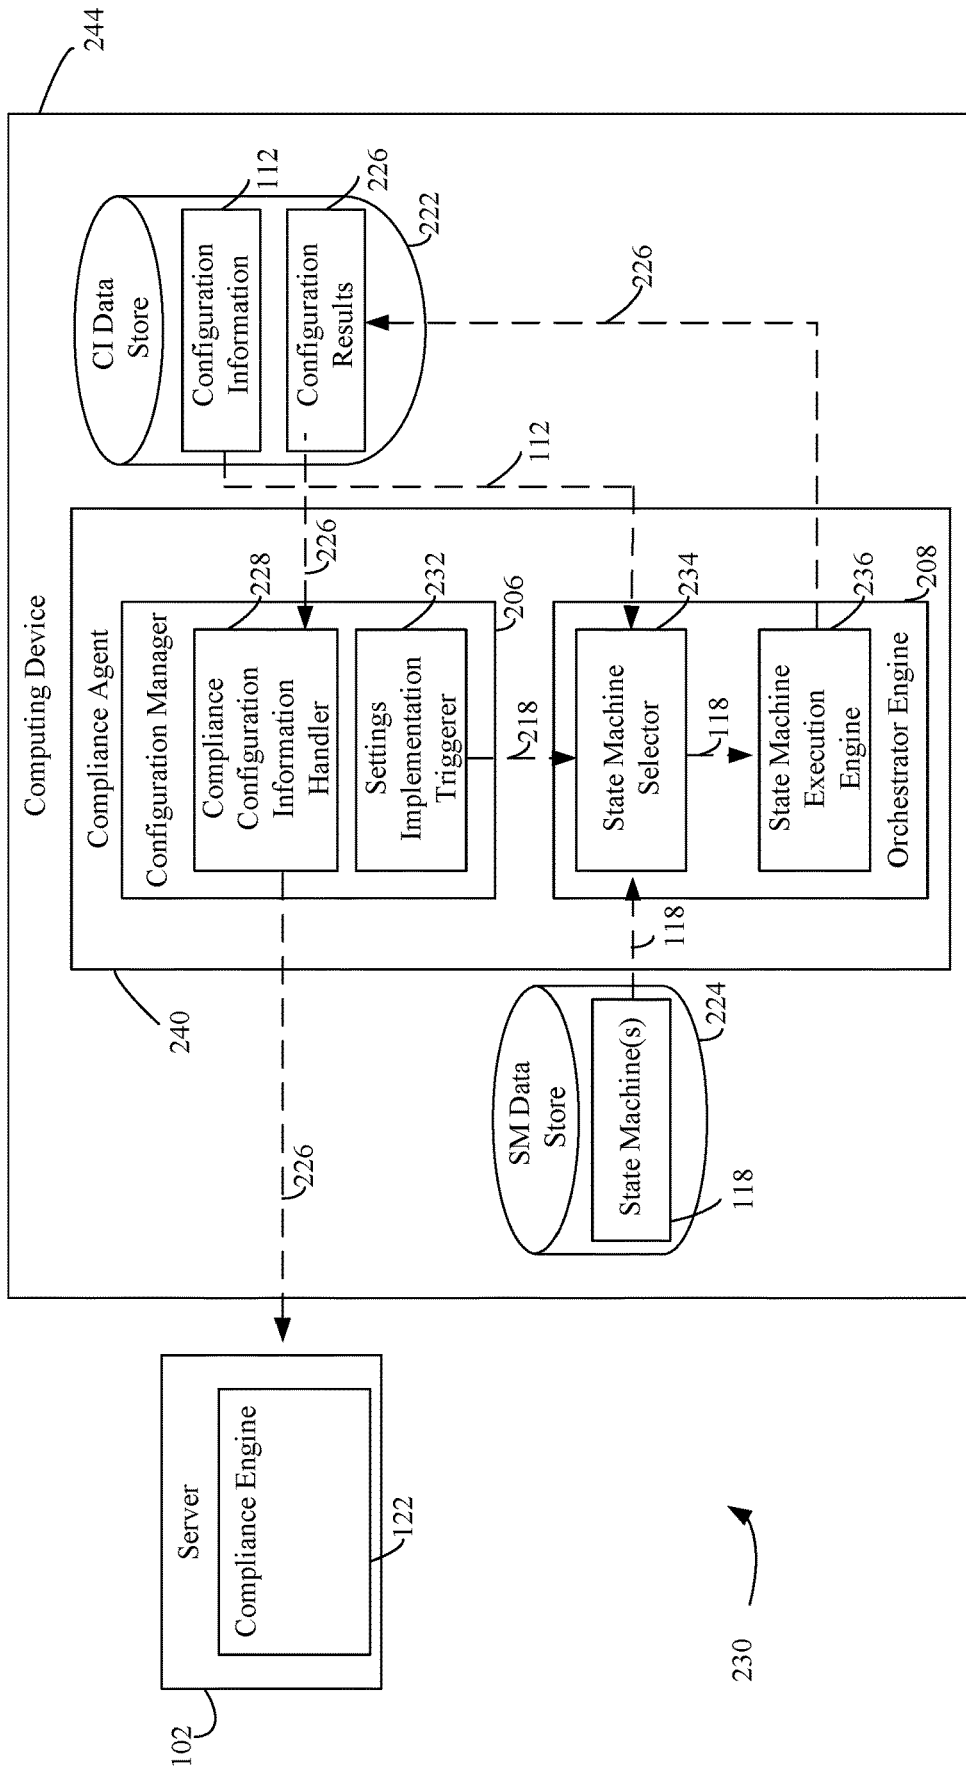 244
Computing Device
Compliance Agent
Configuration Manager
Compliance
Configuration
Information
Handler
228
Settings
Implementation
Triggerer
232
206
218
State Machine
Selector
234
118
State Machine
Execution
Engine
236
Orchestrator Engine
208
CI Data
Store
Configuration
Information
112
Configuration
Results
226
222
226
112
226
240
226
SM Data
Store
State Machine(s)
118
224
118
Server
Compliance Engine
122
102
230